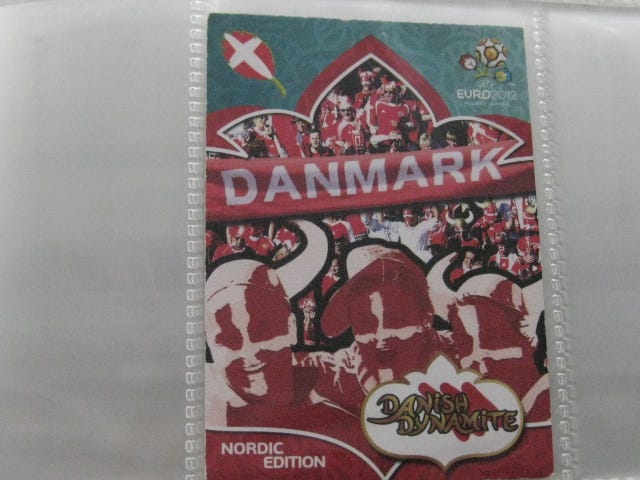 EURO2012
DANMARK
DANISH
DYNAMITE
NORDIC
EDITION